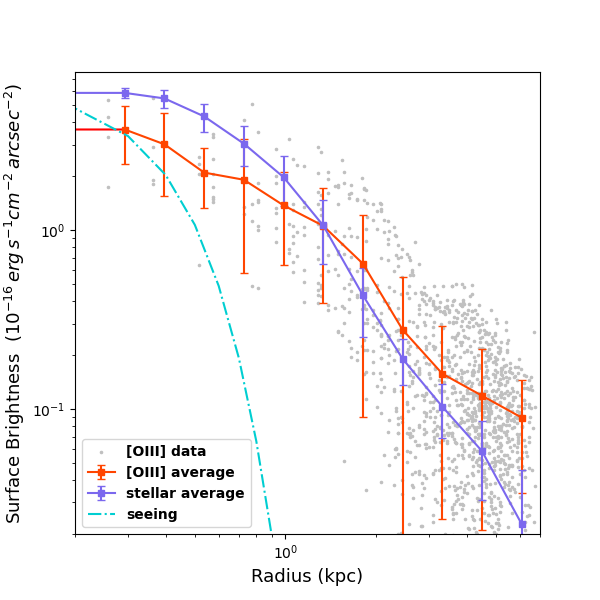 Surface Brightness (10⁻¹⁶ erg s⁻¹cm⁻² arcsec⁻²)
10⁰
10⁻¹
[OIII] data
[OIII] average
stellar average
seeing
10⁰
Radius (kpc)